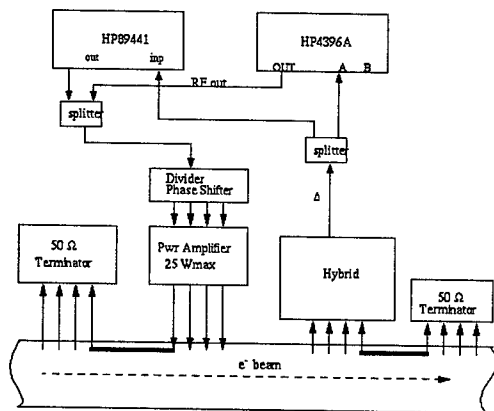 HP89441
out inp
HP4396A
OUT A B
RF out
splitter
splitter
Divider
Phase Shifter
Δ
50 Ω
Terminator
Pwr Amplifier
25 Wmax
Hybrid
50 Ω
Terminator
e⁻ beam